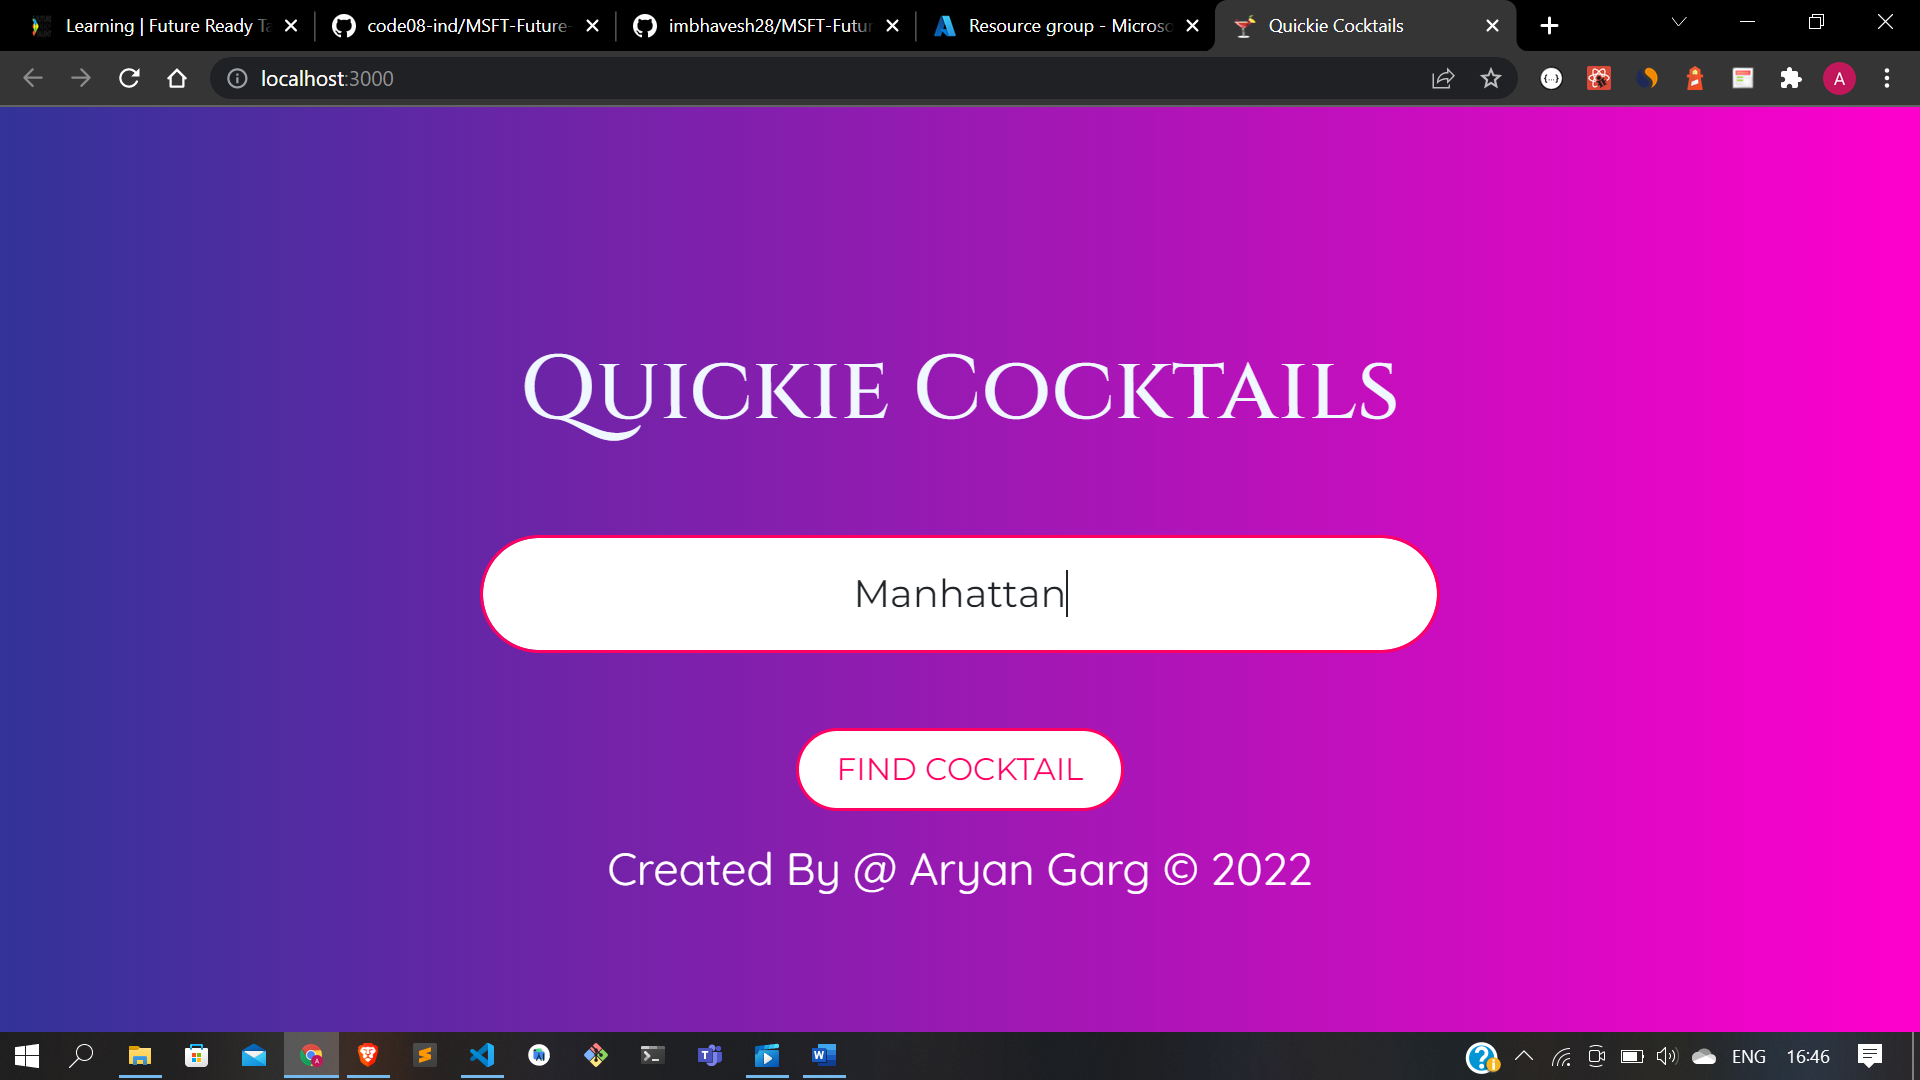 Learning | Future Ready Ta
code08-ind/MSFT-Future-
imbhavesh28/MSFT-Futur
Resource group - Microso
Quickie Cocktails
localhost:3000
A
Quickie Cocktails
Manhattan
FIND COCKTAIL
Created By @ Aryan Garg © 2022
ENG
16:46